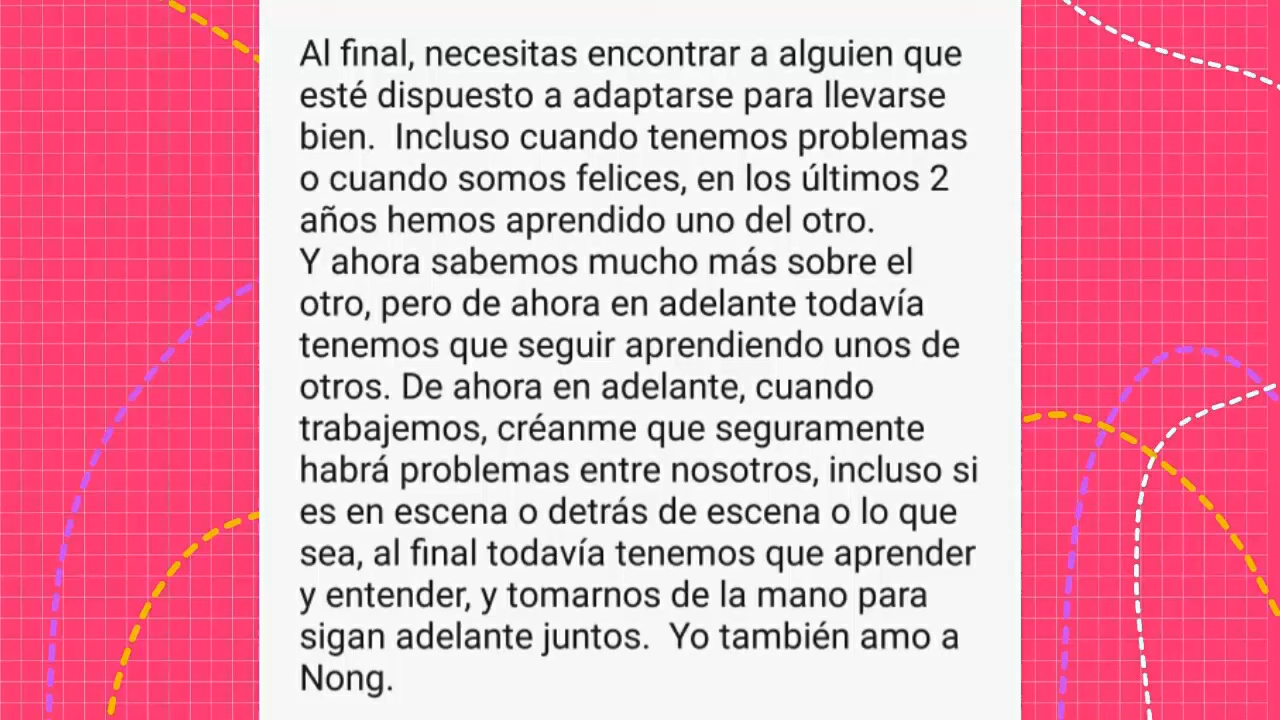 Al final, necesitas encontrar a alguien que
esté dispuesto a adaptarse para llevarse
bien.  Incluso cuando tenemos problemas
o cuando somos felices, en los últimos 2
años hemos aprendido uno del otro.
Y ahora sabemos mucho más sobre el
otro, pero de ahora en adelante todavía
tenemos que seguir aprendiendo unos de
otros. De ahora en adelante, cuando
trabajemos, créanme que seguramente
habrá problemas entre nosotros, incluso si
es en escena o detrás de escena o lo que
sea, al final todavía tenemos que aprender
y entender, y tomarnos de la mano para
sigan adelante juntos.  Yo también amo a
Nong.